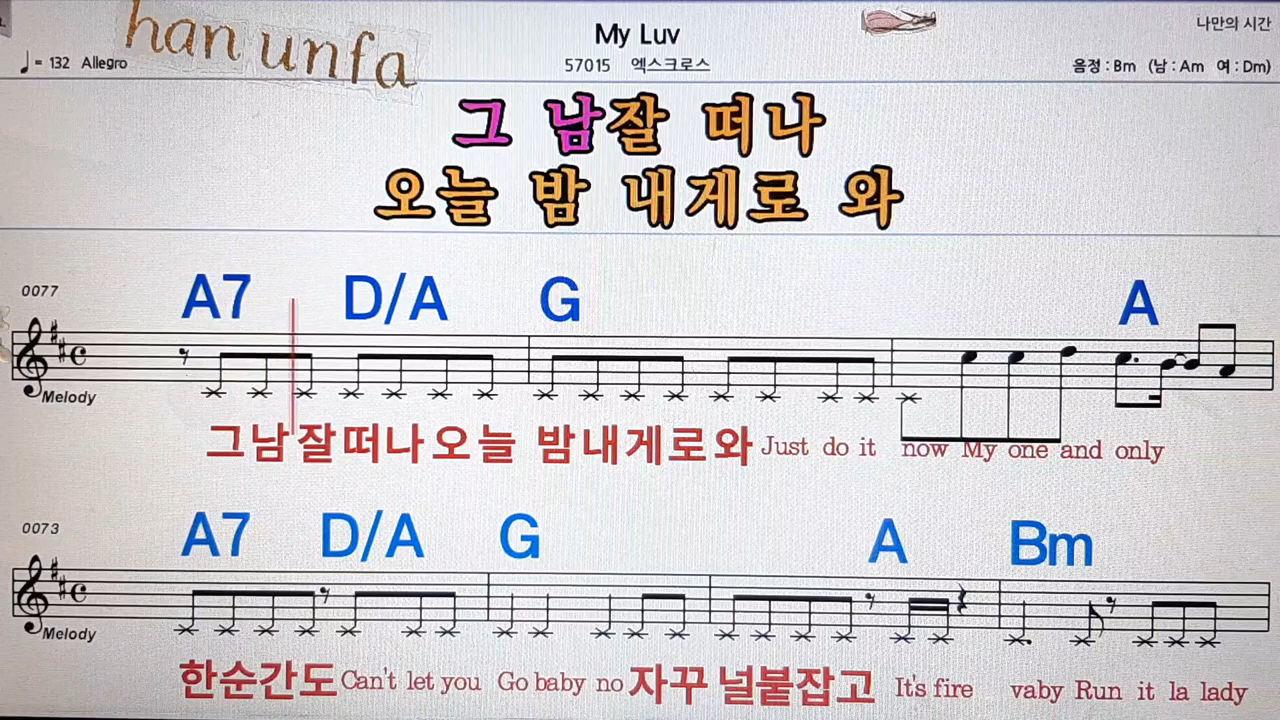 han unfa
My Luv
나만의 시간
♩= 132 Allegro
57015 엑스크로스
음정 : Bm (남 : Am 여 : Dm)
그 남잘 떠나
오늘 밤 내게로 와
0077
A7 D/A G A
Melody
그남잘떠나오늘 밤내게로와 Just do it now My one and only
0073
A7 D/A G A Bm
Melody
한순간도 Can't let you Go baby no 자꾸 널붙잡고 It's fire vaby Run it la lady